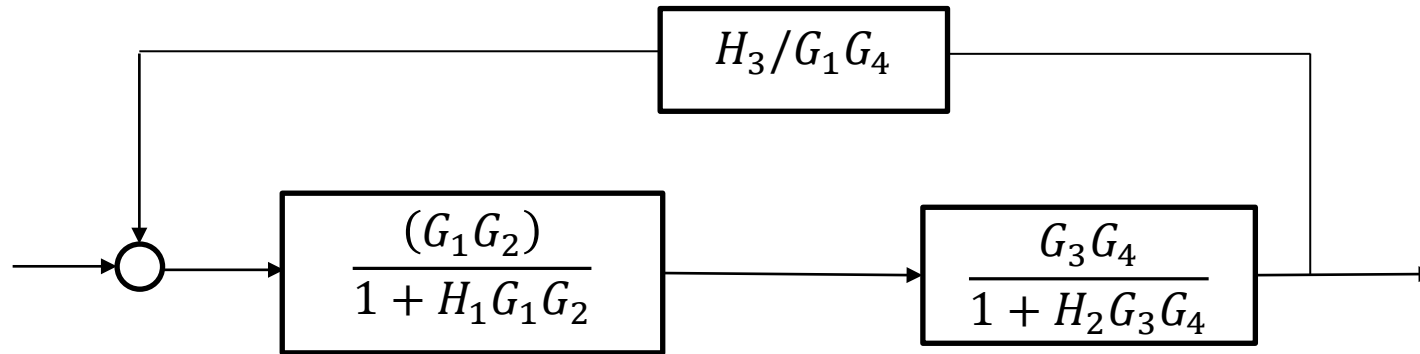 H₃/G₁G₄
(G₁G₂)
1 + H₁G₁G₂
G₃G₄
1 + H₂G₃G₄